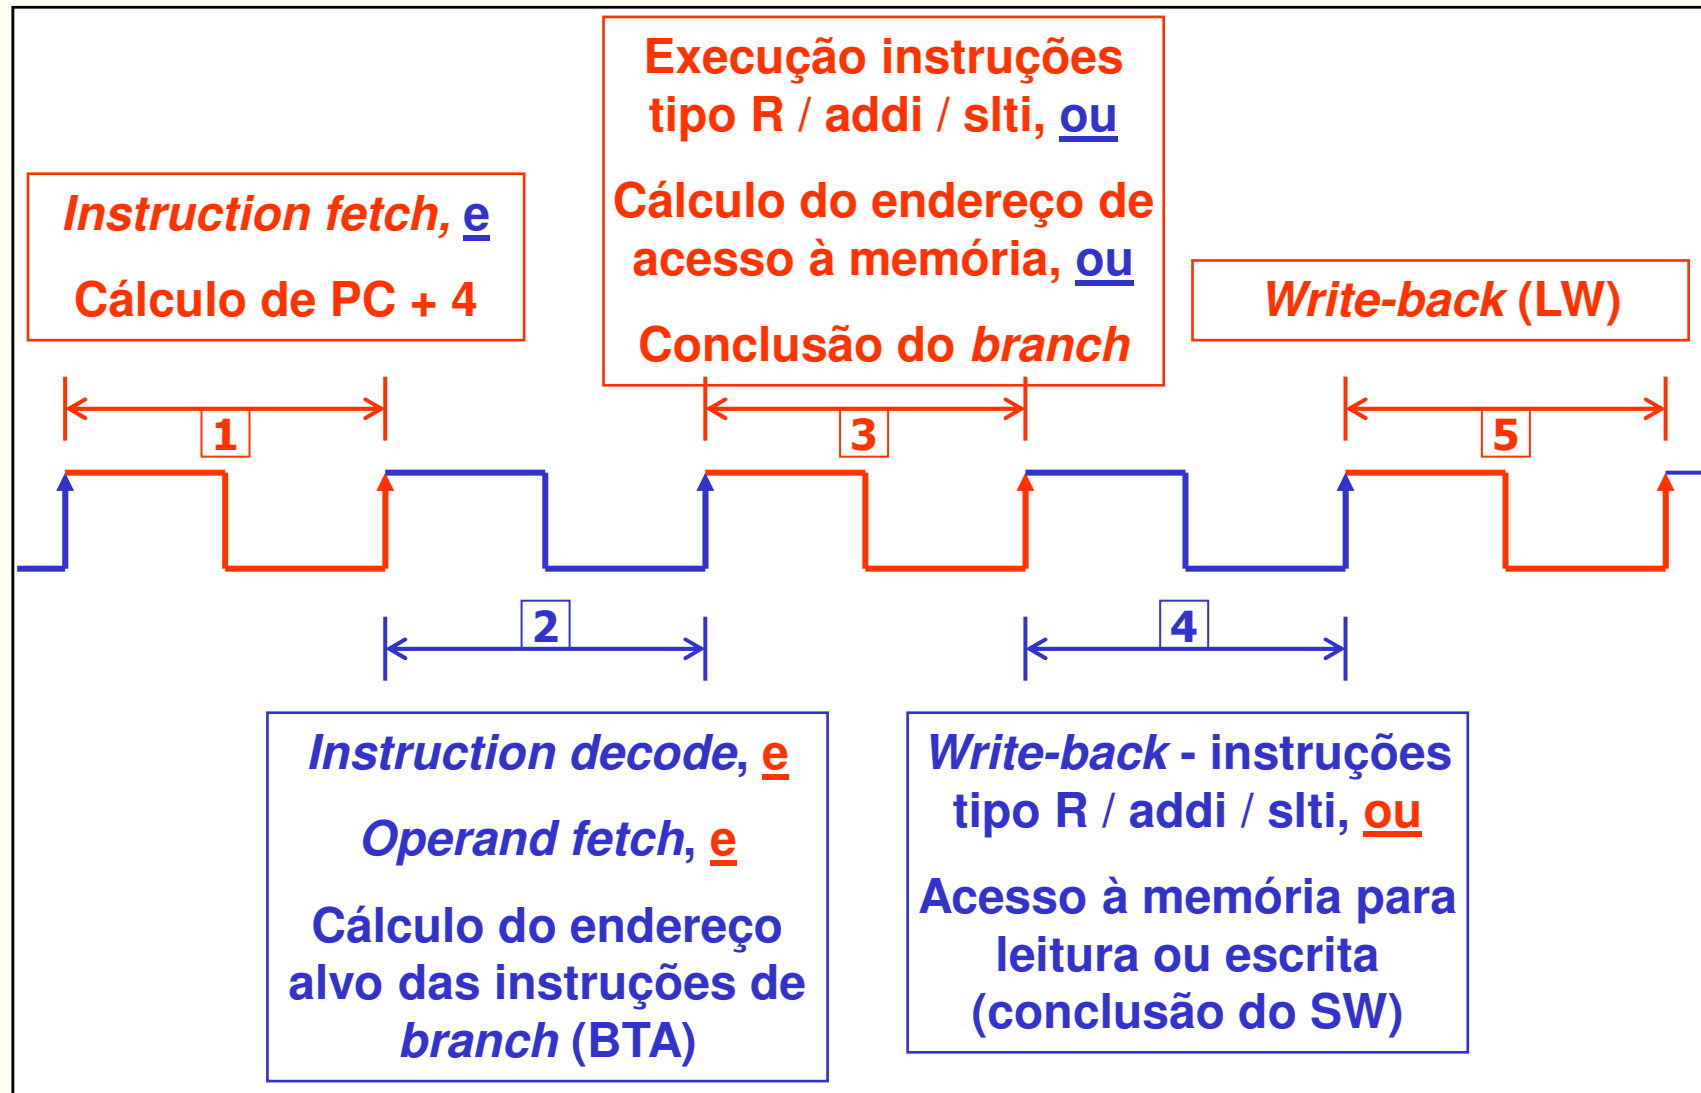 Execução instruções
tipo R / addi / slti, ou
Cálculo do endereço de
acesso à memória, ou
Conclusão do branch
Instruction fetch, e
Cálculo de PC + 4
Write-back (LW)
1
3
5
2
4
Instruction decode, e
Operand fetch, e
Cálculo do endereço
alvo das instruções de
branch (BTA)
Write-back - instruções
tipo R / addi / slti, ou
Acesso à memória para
leitura ou escrita
(conclusão do SW)